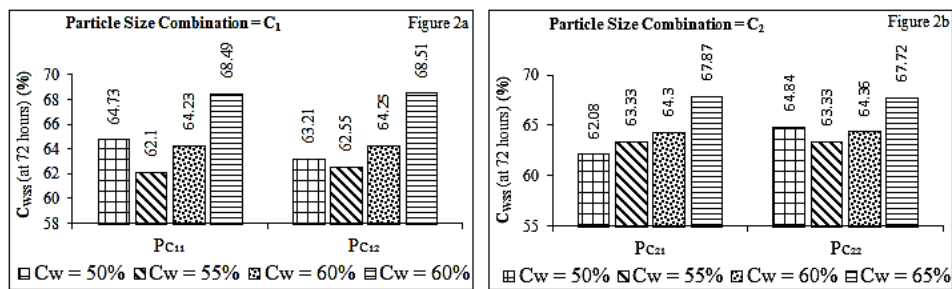 Particle Size Combination = C₁
Figure 2a
C_WSS (at 72 hours) (%)
70
68
66
64
62
60
58
64.73
62.1
64.23
68.49
63.21
62.55
64.25
68.51
Pc₁₁
Pc₁₂
Cw = 50%
Cw = 55%
Cw = 60%
Cw = 60%
Particle Size Combination = C₂
Figure 2b
C_WSS (at 72 hours) (%)
70
65
60
55
62.08
63.33
64.3
67.87
64.84
63.33
64.36
67.72
Pc₂₁
Pc₂₂
Cw = 50%
Cw = 55%
Cw = 60%
Cw = 65%